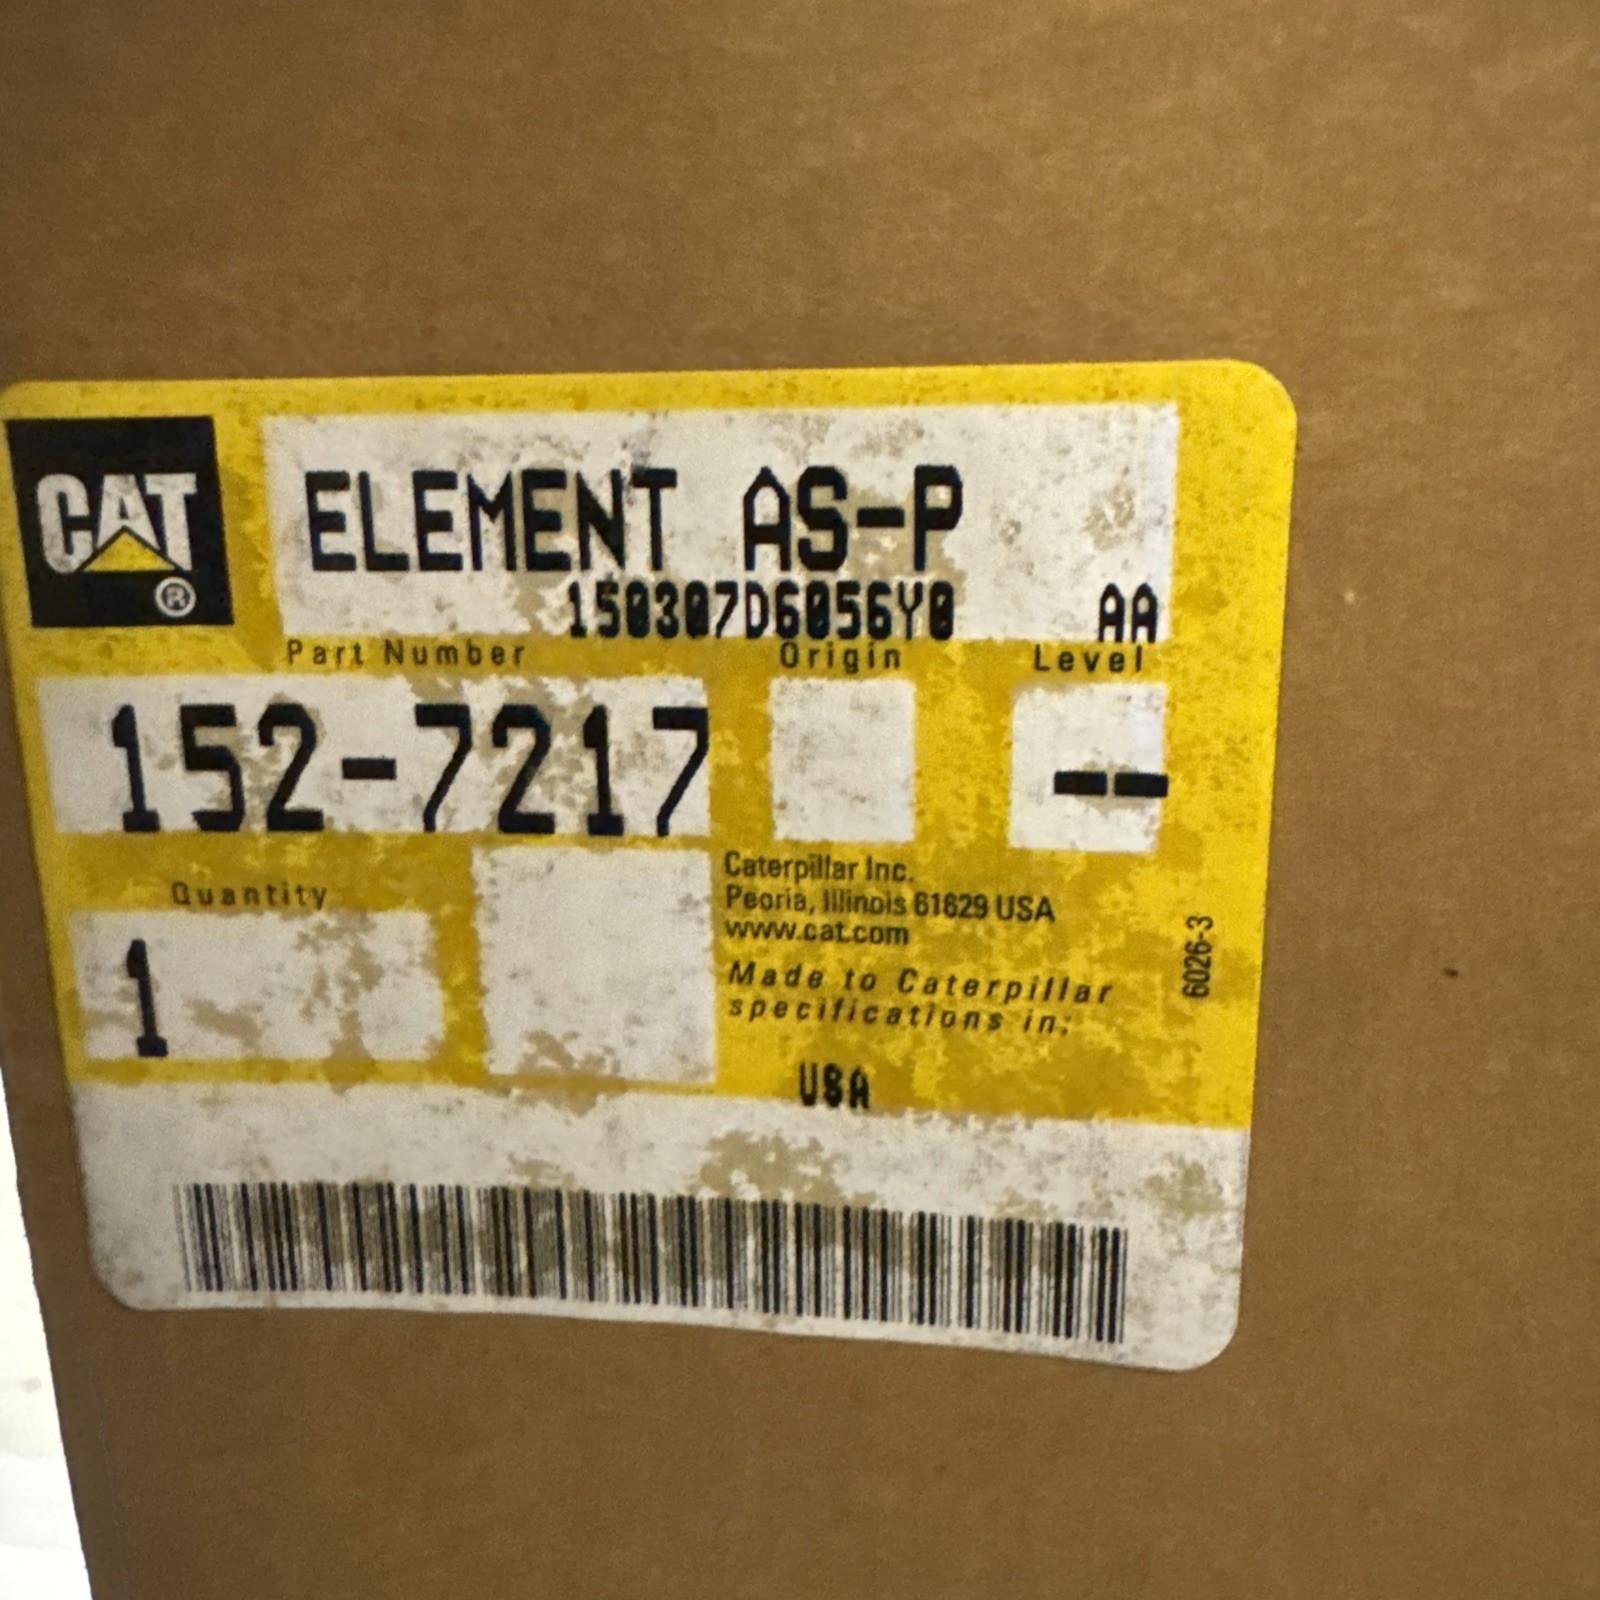 CAT
®
ELEMENT AS-P
150307D6056Y0 AA
Part Number Origin Level
152-7217 --
Quantity
1
Caterpillar Inc.
Peoria, Illinois 61629 USA
www.cat.com
Made to Caterpillar
specifications in:
USA
6026-3